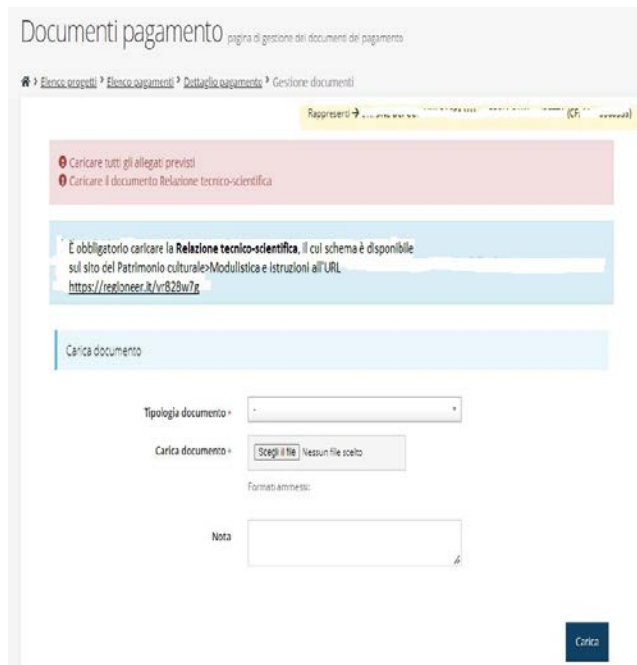 Documenti pagamento pagina di gestione dei documenti del pagamento
Elenco progetti > Elenco pagamenti > Dettaglio pagamento > Gestione documenti
Rappresenti → (CF:
Caricare tutti gli allegati previsti
Caricare il documento Relazione tecnico-scientifica
È obbligatorio caricare la Relazione tecnico-scientifica, il cui schema è disponibile
sul sito del Patrimonio culturale>Modulistica e istruzioni all'URL
https://regioneer.it/vr828w7g
Carica documento
Tipologia documento *
-
Carica documento *
Scegli il file Nessun file scelto
Formati ammessi:
Nota
Carica